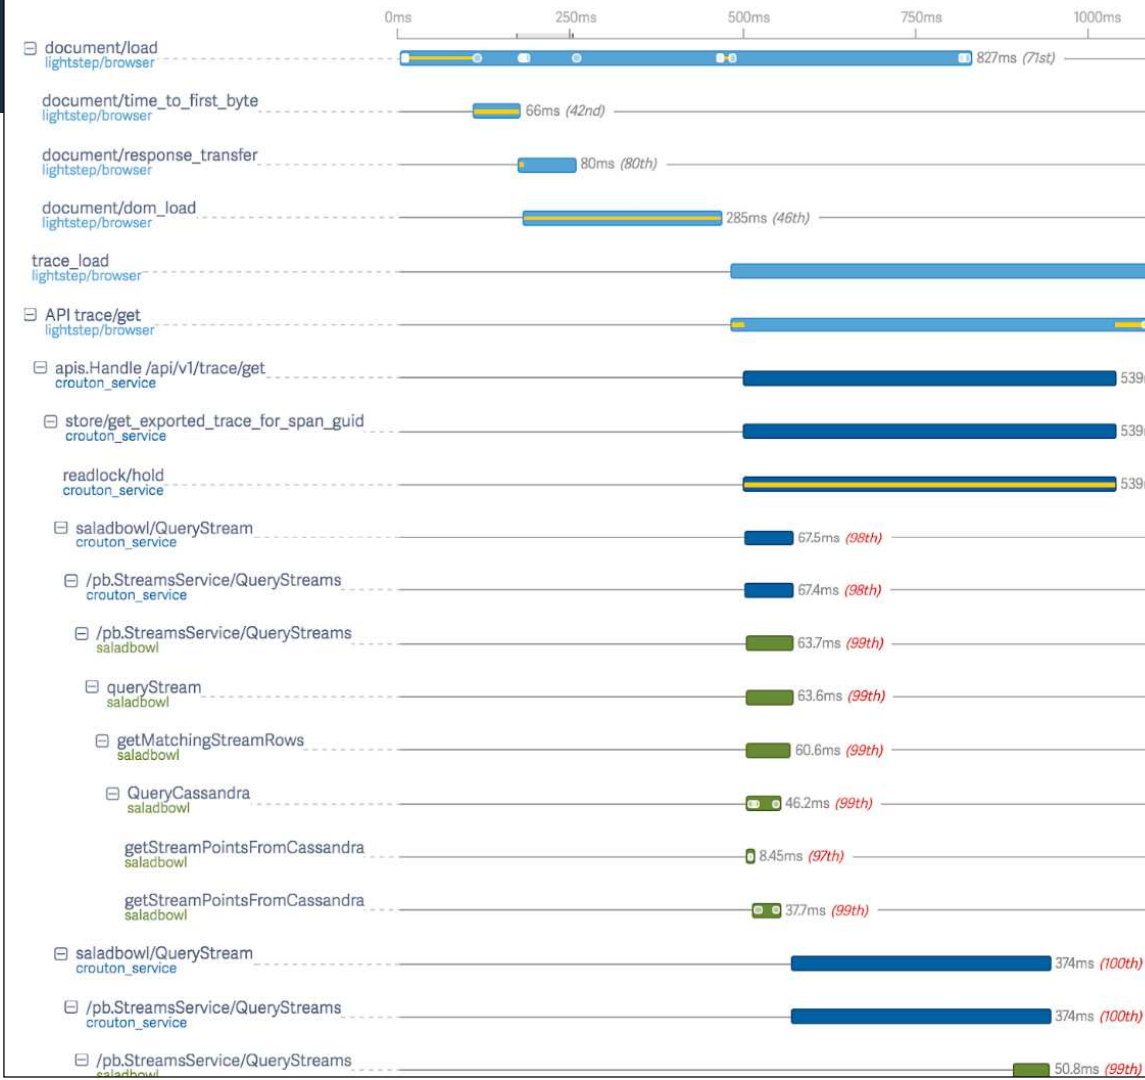 0ms 250ms 500ms 750ms 1000ms
document/load
lightstep/browser
827ms (71st)
document/time_to_first_byte
lightstep/browser
66ms (42nd)
document/response_transfer
lightstep/browser
80ms (80th)
document/dom_load
lightstep/browser
285ms (46th)
trace_load
lightstep/browser
API trace/get
lightstep/browser
apis.Handle /api/v1/trace/get
crouton_service
539
store/get_exported_trace_for_span_guid
crouton_service
539
readlock/hold
crouton_service
539
saladbowl/QueryStream
crouton_service
67.5ms (98th)
/pb.StreamsService/QueryStreams
crouton_service
67.4ms (98th)
/pb.StreamsService/QueryStreams
saladbowl
63.7ms (99th)
queryStream
saladbowl
63.6ms (99th)
getMatchingStreamRows
saladbowl
60.6ms (99th)
QueryCassandra
saladbowl
46.2ms (99th)
getStreamPointsFromCassandra
saladbowl
8.45ms (97th)
getStreamPointsFromCassandra
saladbowl
37.7ms (99th)
saladbowl/QueryStream
crouton_service
374ms (100th)
/pb.StreamsService/QueryStreams
crouton_service
374ms (100th)
/pb.StreamsService/QueryStreams
saladbowl
50.8ms (99th)